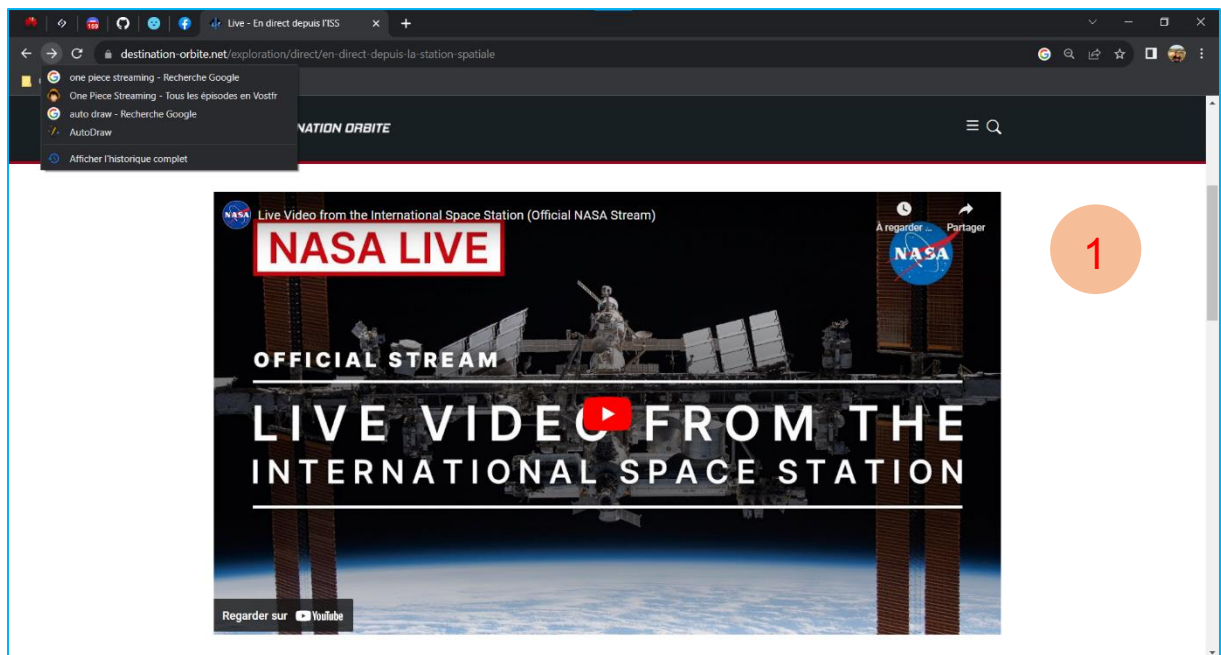 159
Live - En direct depuis l'ISS
destination-orbite.net/exploration/direct/en-direct-depuis-la-station-spatiale
one piece streaming - Recherche Google
One Piece Streaming - Tous les épisodes en Vostfr
auto draw - Recherche Google
AutoDraw
Afficher l'historique complet
NATION ORBITE
NASA
Live Video from the International Space Station (Official NASA Stream)
À regarder ...
Partager
NASA LIVE
NASA
1
OFFICIAL STREAM
LIVE VIDEO FROM THE
INTERNATIONAL SPACE STATION
Regarder sur YouTube